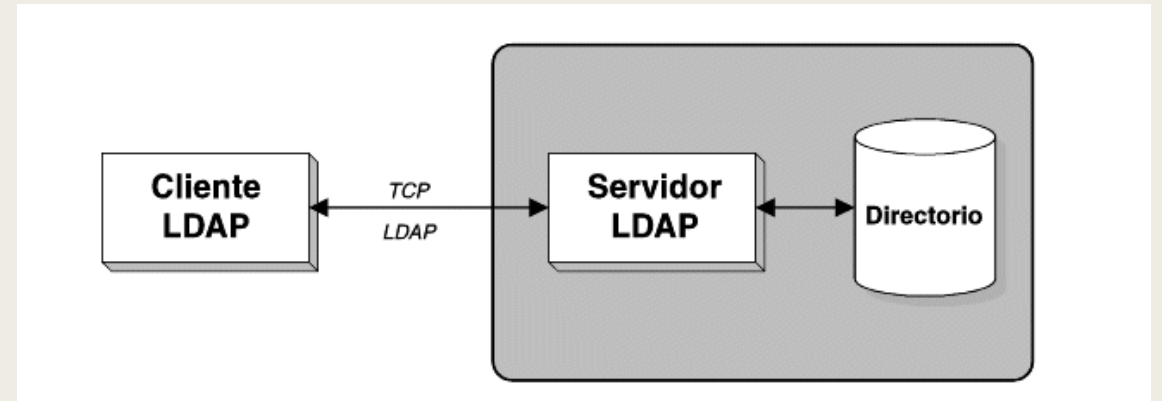 Cliente
LDAP
TCP
LDAP
Servidor
LDAP
Directorio